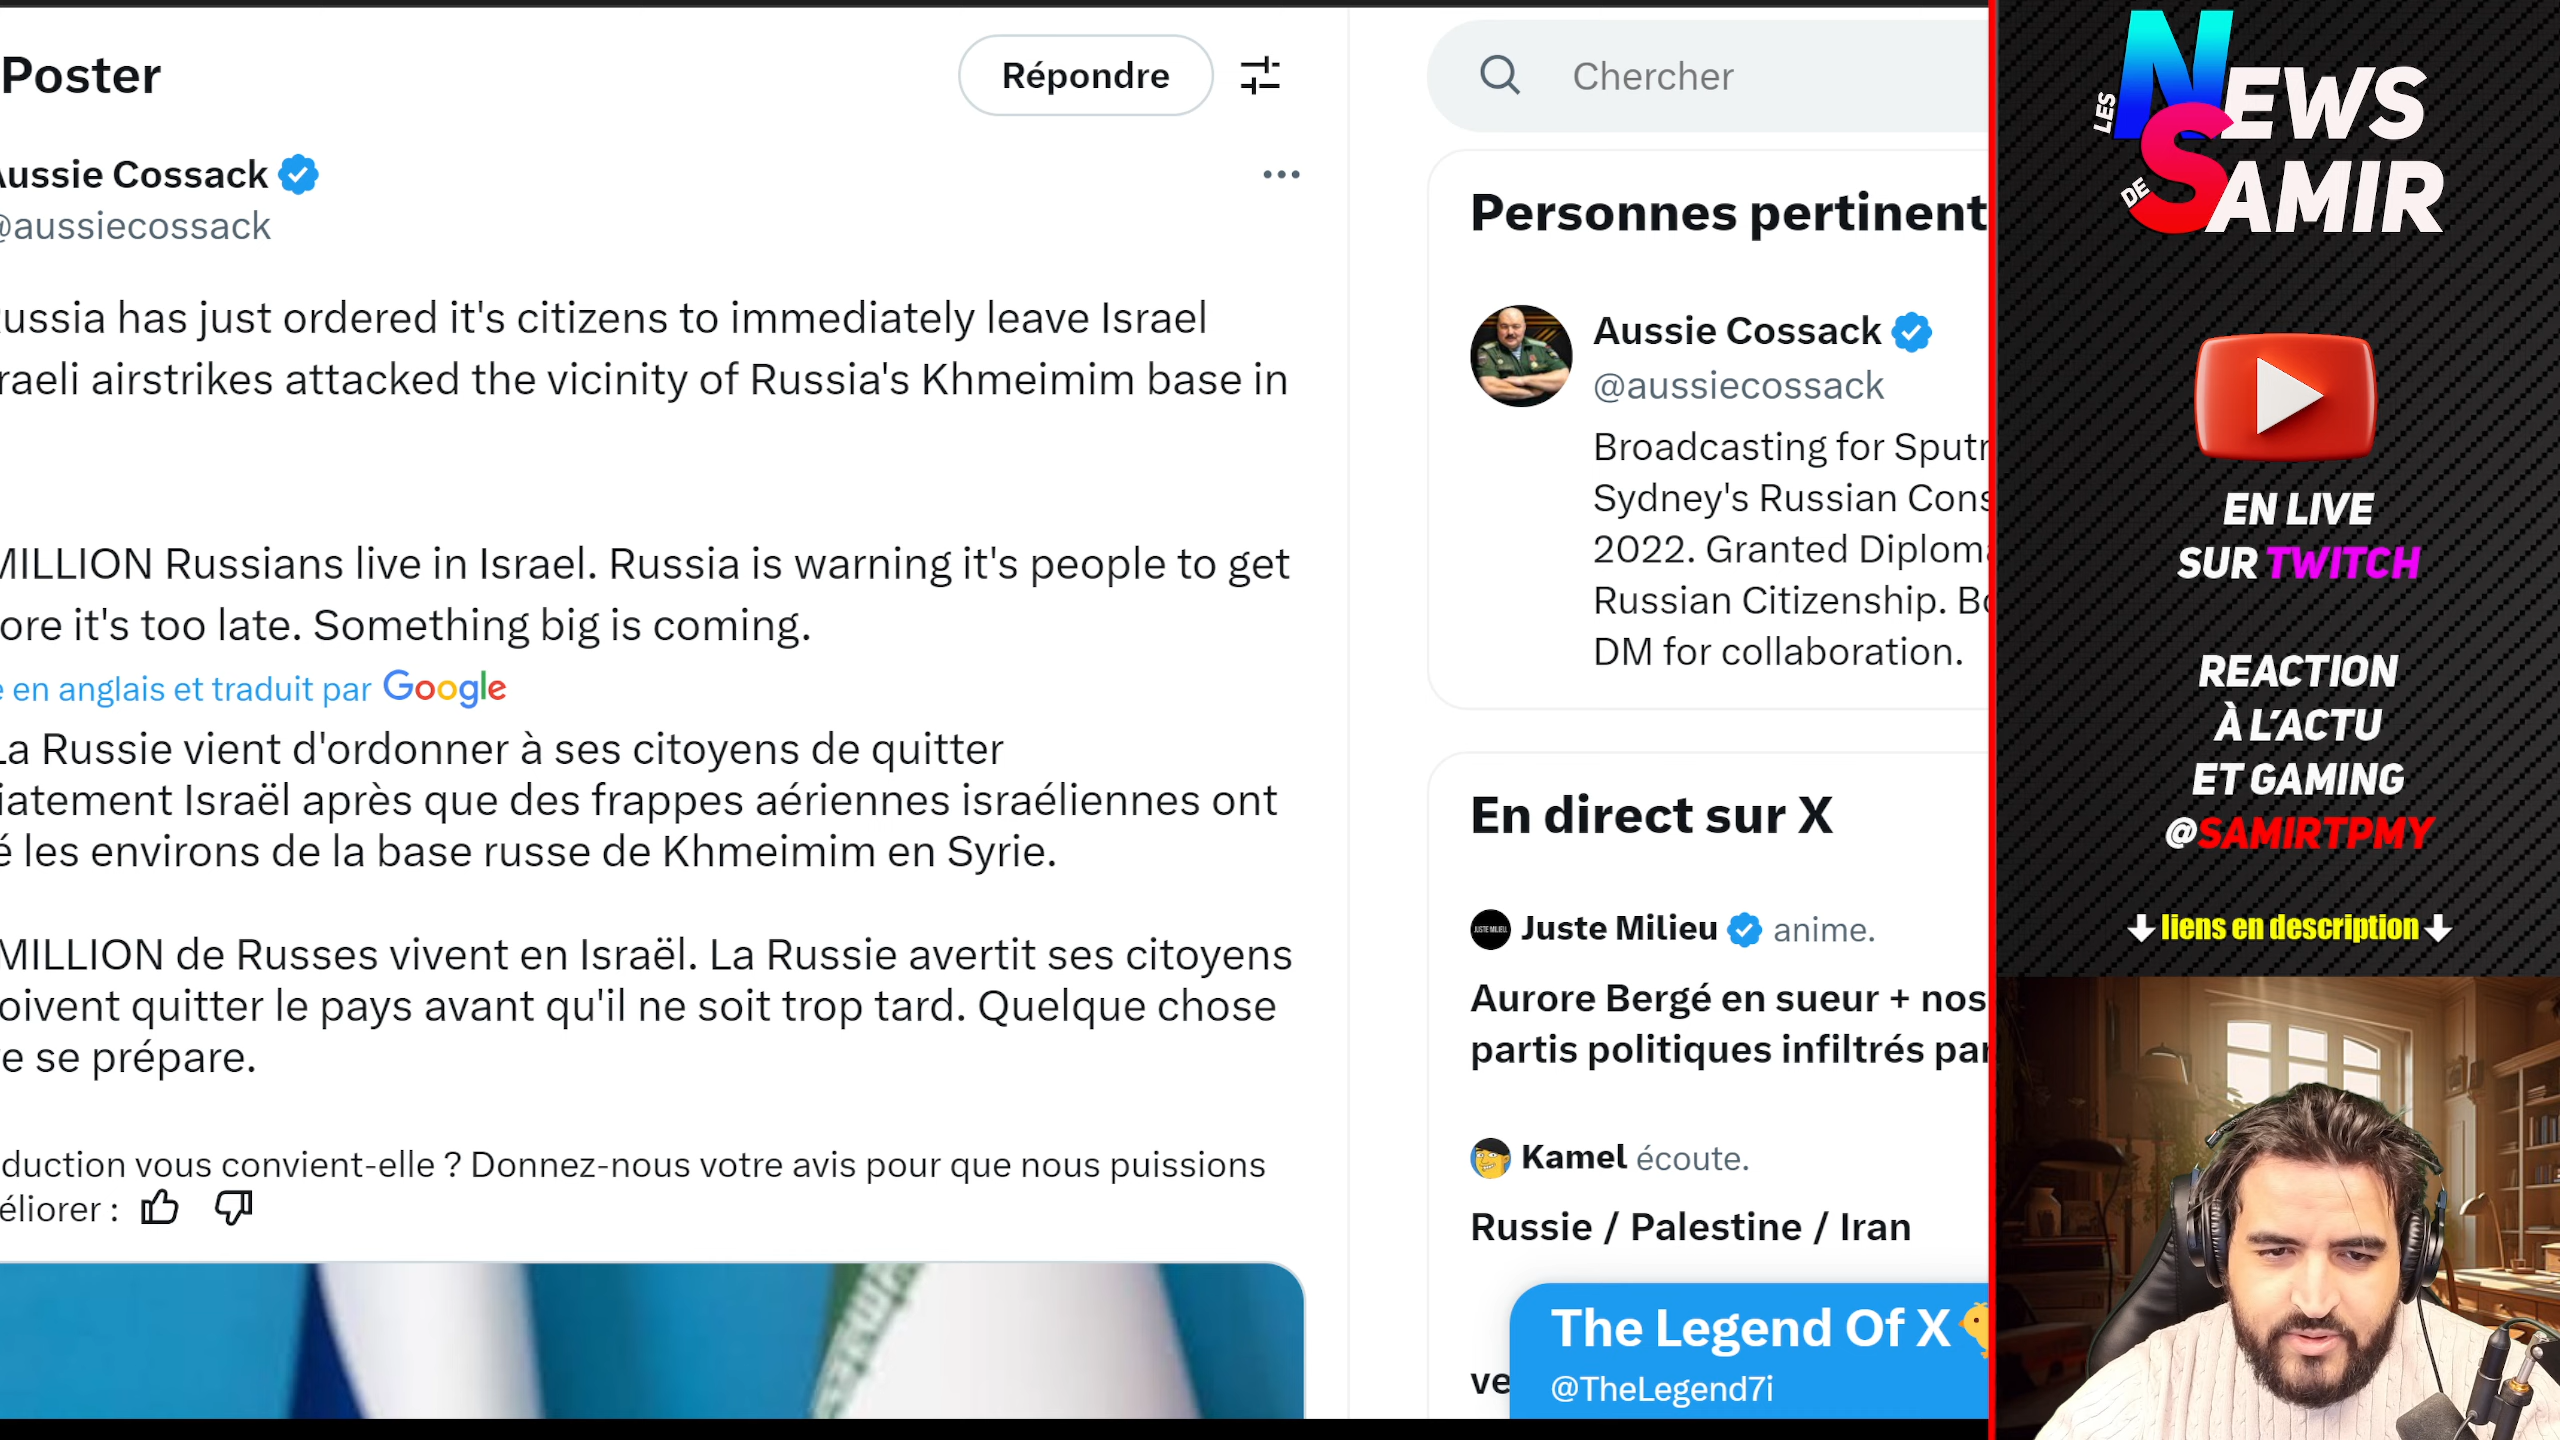 Poster
Répondre
Aussie Cossack
@aussiecossack
ussia has just ordered it's citizens to immediately leave Israel
raeli airstrikes attacked the vicinity of Russia's Khmeimim base in
MILLION Russians live in Israel. Russia is warning it's people to get
ore it's too late. Something big is coming.
e en anglais et traduit par Google
La Russie vient d'ordonner à ses citoyens de quitter
iatement Israël après que des frappes aériennes israéliennes ont
é les environs de la base russe de Khmeimim en Syrie.
MILLION de Russes vivent en Israël. La Russie avertit ses citoyens
oivent quitter le pays avant qu'il ne soit trop tard. Quelque chose
e se prépare.
duction vous convient-elle ? Donnez-nous votre avis pour que nous puissions
éliorer :
Chercher
Personnes pertinent
Aussie Cossack
@aussiecossack
Broadcasting for Sputn
Sydney's Russian Cons
2022. Granted Diploma
Russian Citizenship. Bo
DM for collaboration.
En direct sur X
JUSTE MILIEU
Juste Milieu anime.
Aurore Bergé en sueur + nos
partis politiques infiltrés par
Kamel écoute.
Russie / Palestine / Iran
ve
The Legend Of X
@TheLegend7i
LES NEWS
DE SAMIR
EN LIVE
SUR TWITCH
REACTION
À L'ACTU
ET GAMING
@SAMIRTPMY
liens en description